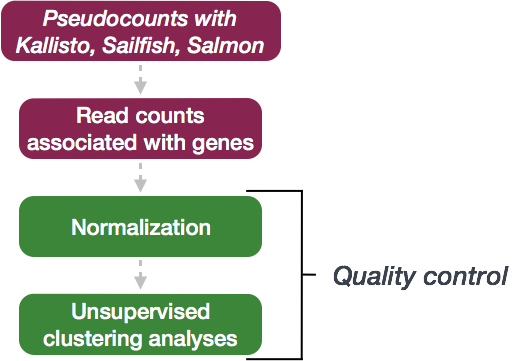 Pseudocounts with
Kallisto, Sailfish, Salmon
Read counts
associated with genes
Normalization
Quality control
Unsupervised
clustering analyses